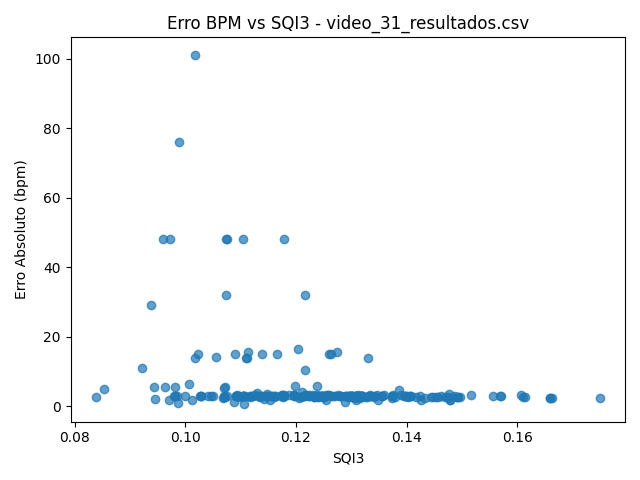 Erro BPM vs SQI3 - video_31_resultados.csv
Erro Absoluto (bpm)
100
80
60
40
20
0
0.08 0.10 0.12 0.14 0.16
SQI3